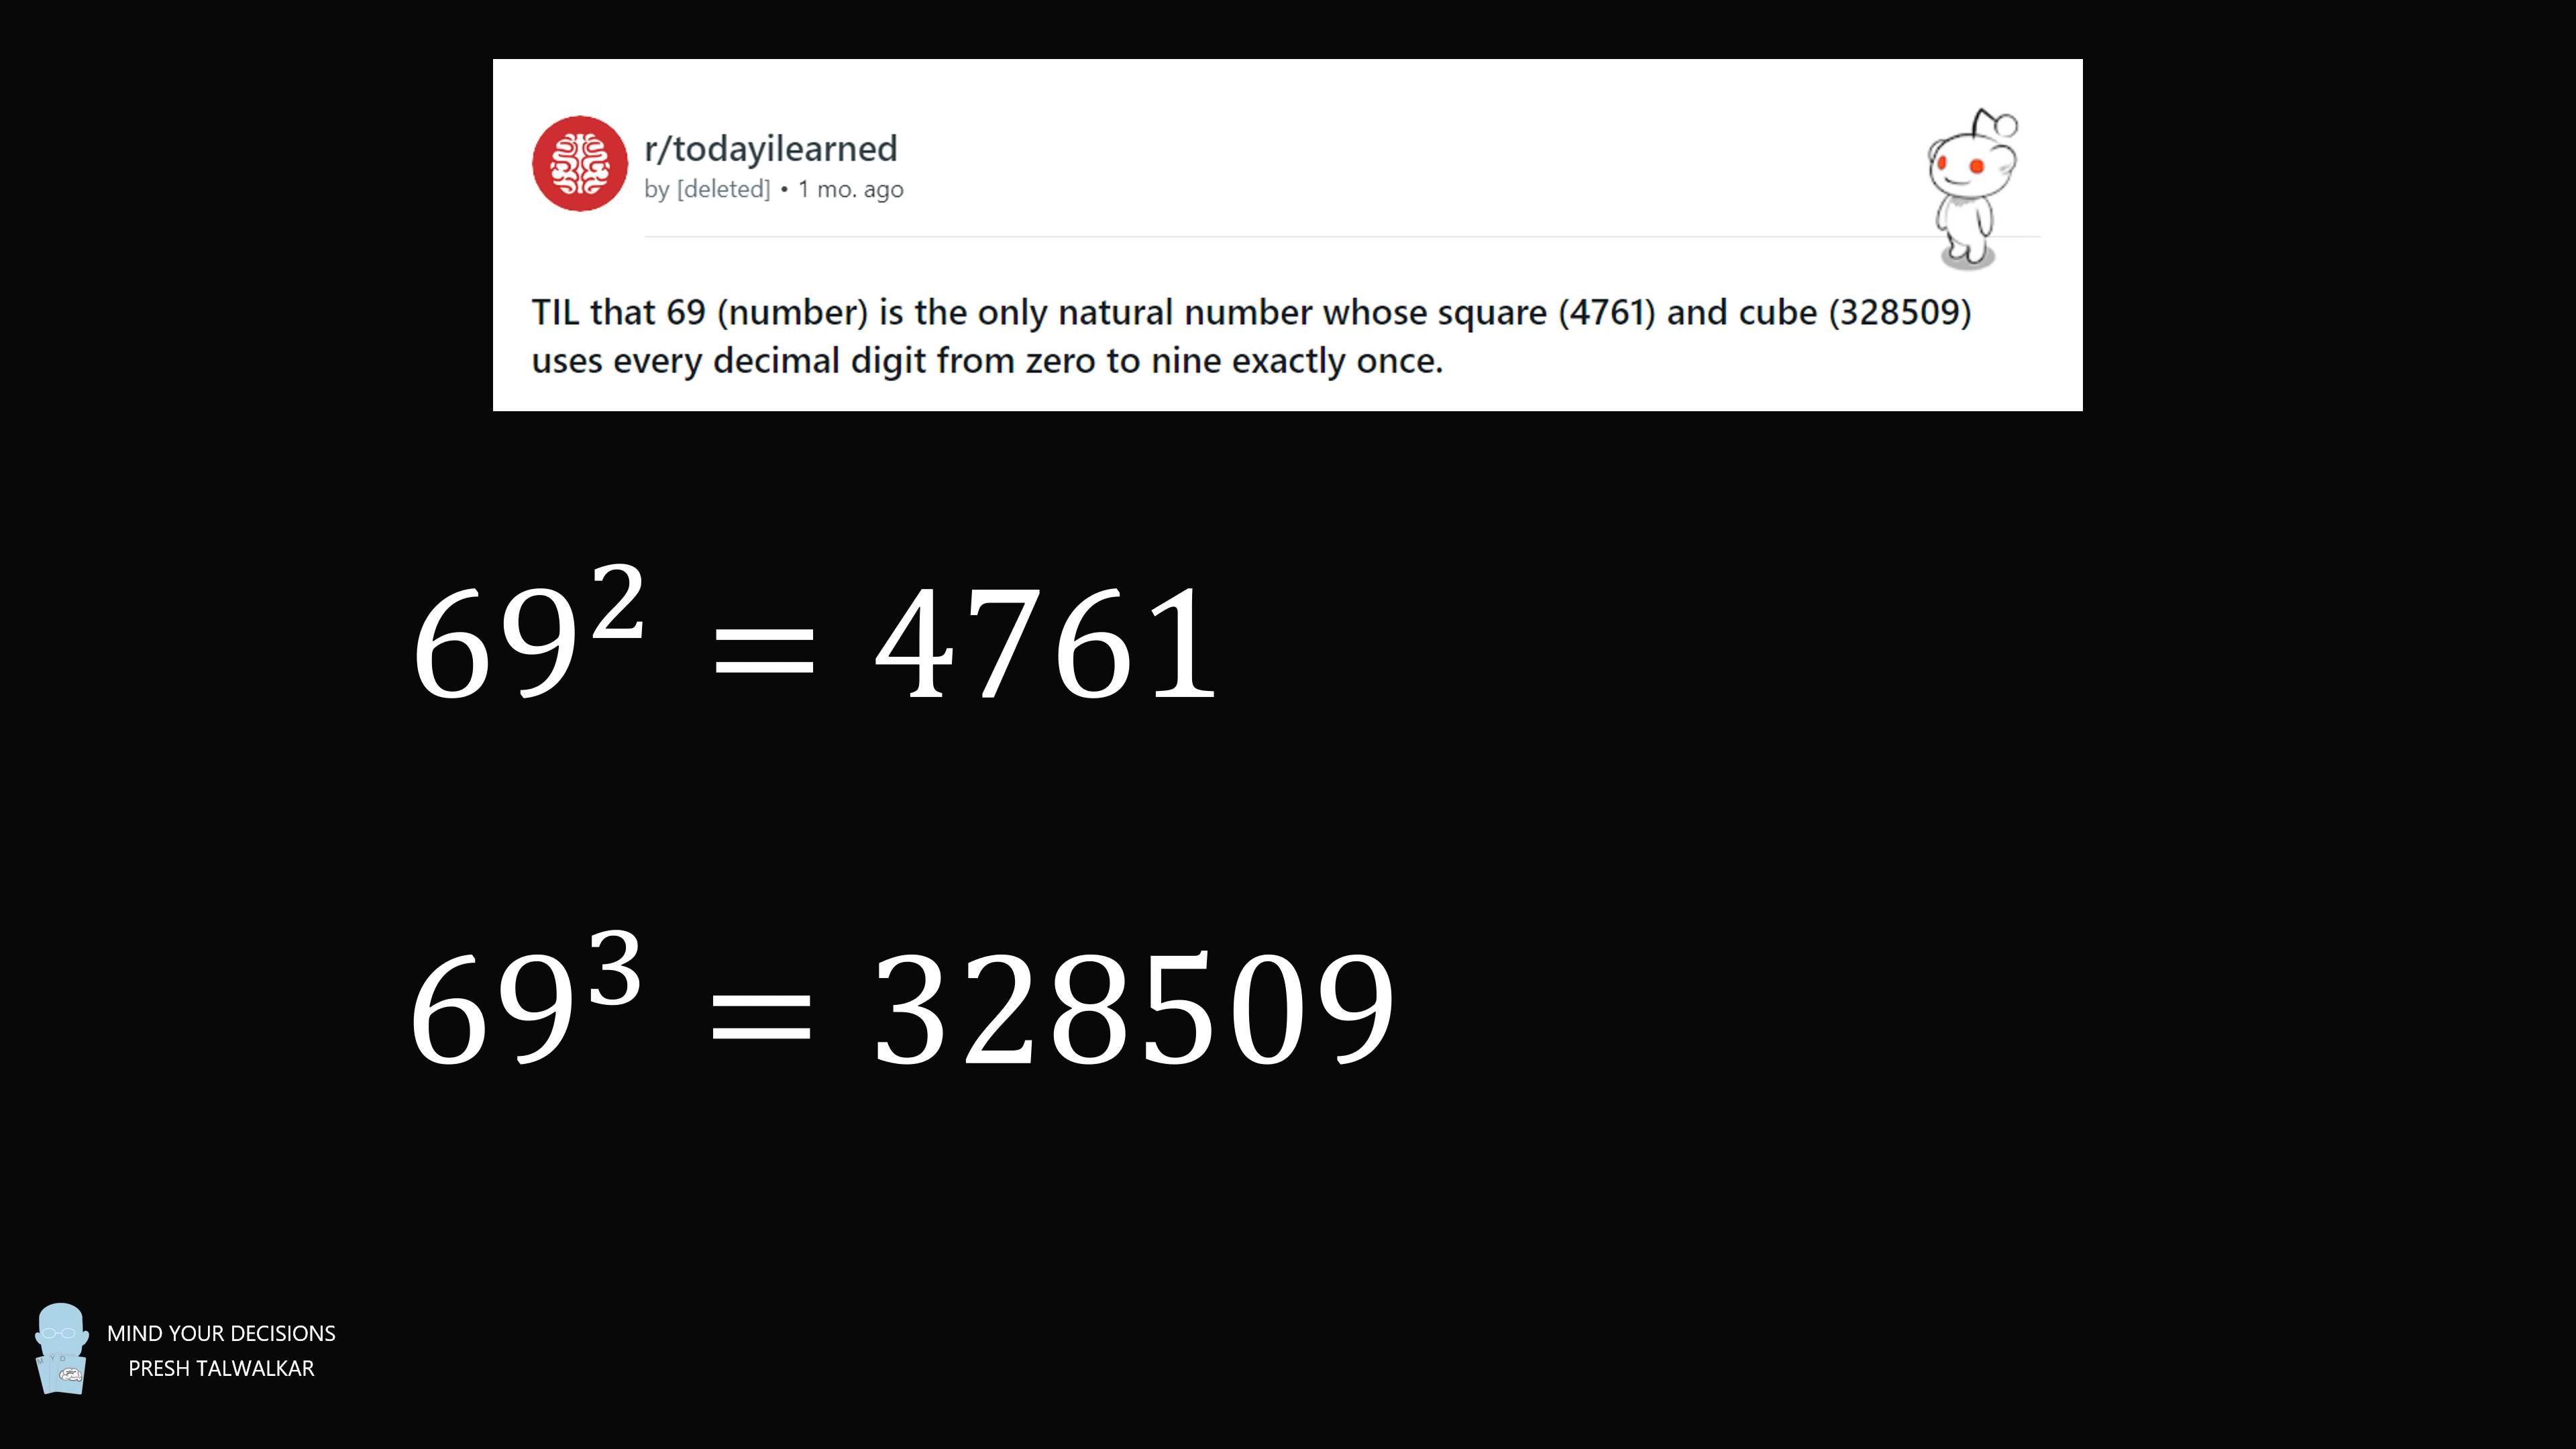 r/todayilearned
by [deleted] • 1 mo. ago
TIL that 69 (number) is the only natural number whose square (4761) and cube (328509)
uses every decimal digit from zero to nine exactly once.
69² = 4761
69³ = 328509
M Y D
MIND YOUR DECISIONS
PRESH TALWALKAR